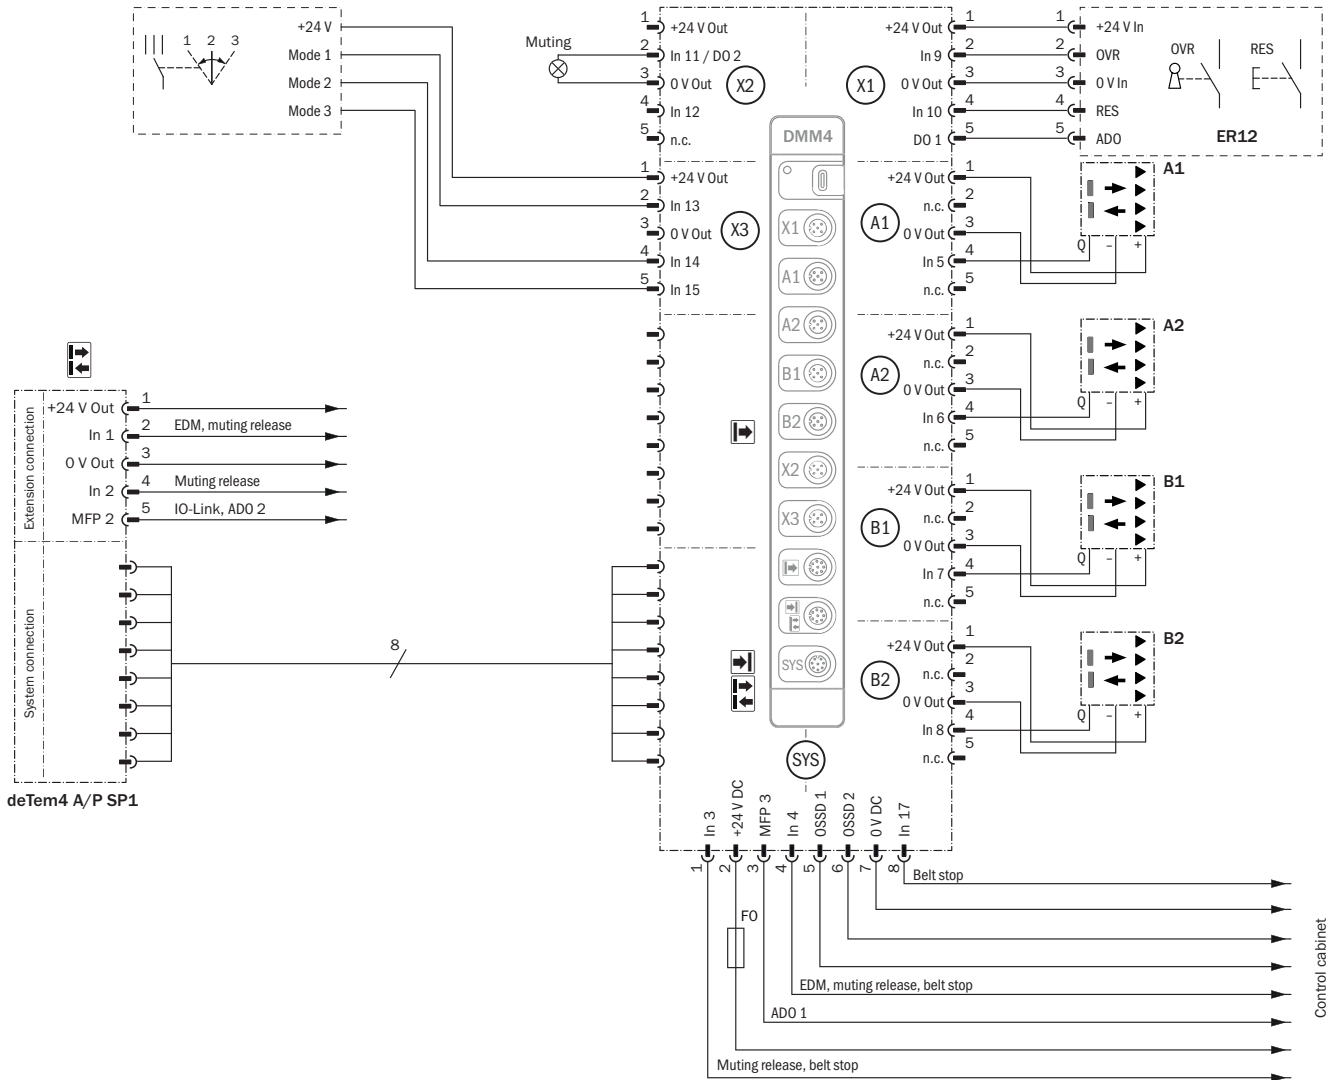 +24 V
1 2 3
Mode 1
Mode 2
Mode 3
Muting
1 +24 V Out
2 In 11 / DO 2
3 0 V Out
4 In 12
5 n.c.
X2
X1
+24 V Out 1
In 9 2
0 V Out 3
In 10 4
DO 1 5
1 +24 V In
2 OVR
3 0 V In
4 RES
5 ADO
OVR RES
ER12
1 +24 V Out
2 In 13
3 0 V Out
4 In 14
5 In 15
X3
DMM4
X1
A1
A2
B1
B2
X2
X3
SYS
A1
+24 V Out 1
n.c. 2
0 V Out 3
In 5 4
n.c. 5
A1
Q – +
A2
+24 V Out 1
n.c. 2
0 V Out 3
In 6 4
n.c. 5
A2
Q – +
B1
+24 V Out 1
n.c. 2
0 V Out 3
In 7 4
n.c. 5
B1
Q – +
B2
+24 V Out 1
n.c. 2
0 V Out 3
In 8 4
n.c. 5
B2
Q – +
Extension connection
+24 V Out 1
In 1 2 EDM, muting release
0 V Out 3
In 2 4 Muting release
MFP 2 5 IO-Link, ADO 2
System connection
8
deTem4 A/P SP1
SYS
In 3
+24 V DC
MFP 3
In 4
OSSD 1
OSSD 2
0 V DC
In 17
1 2 3 4 5 6 7 8
Belt stop
F0
EDM, muting release, belt stop
ADO 1
Muting release, belt stop
Control cabinet